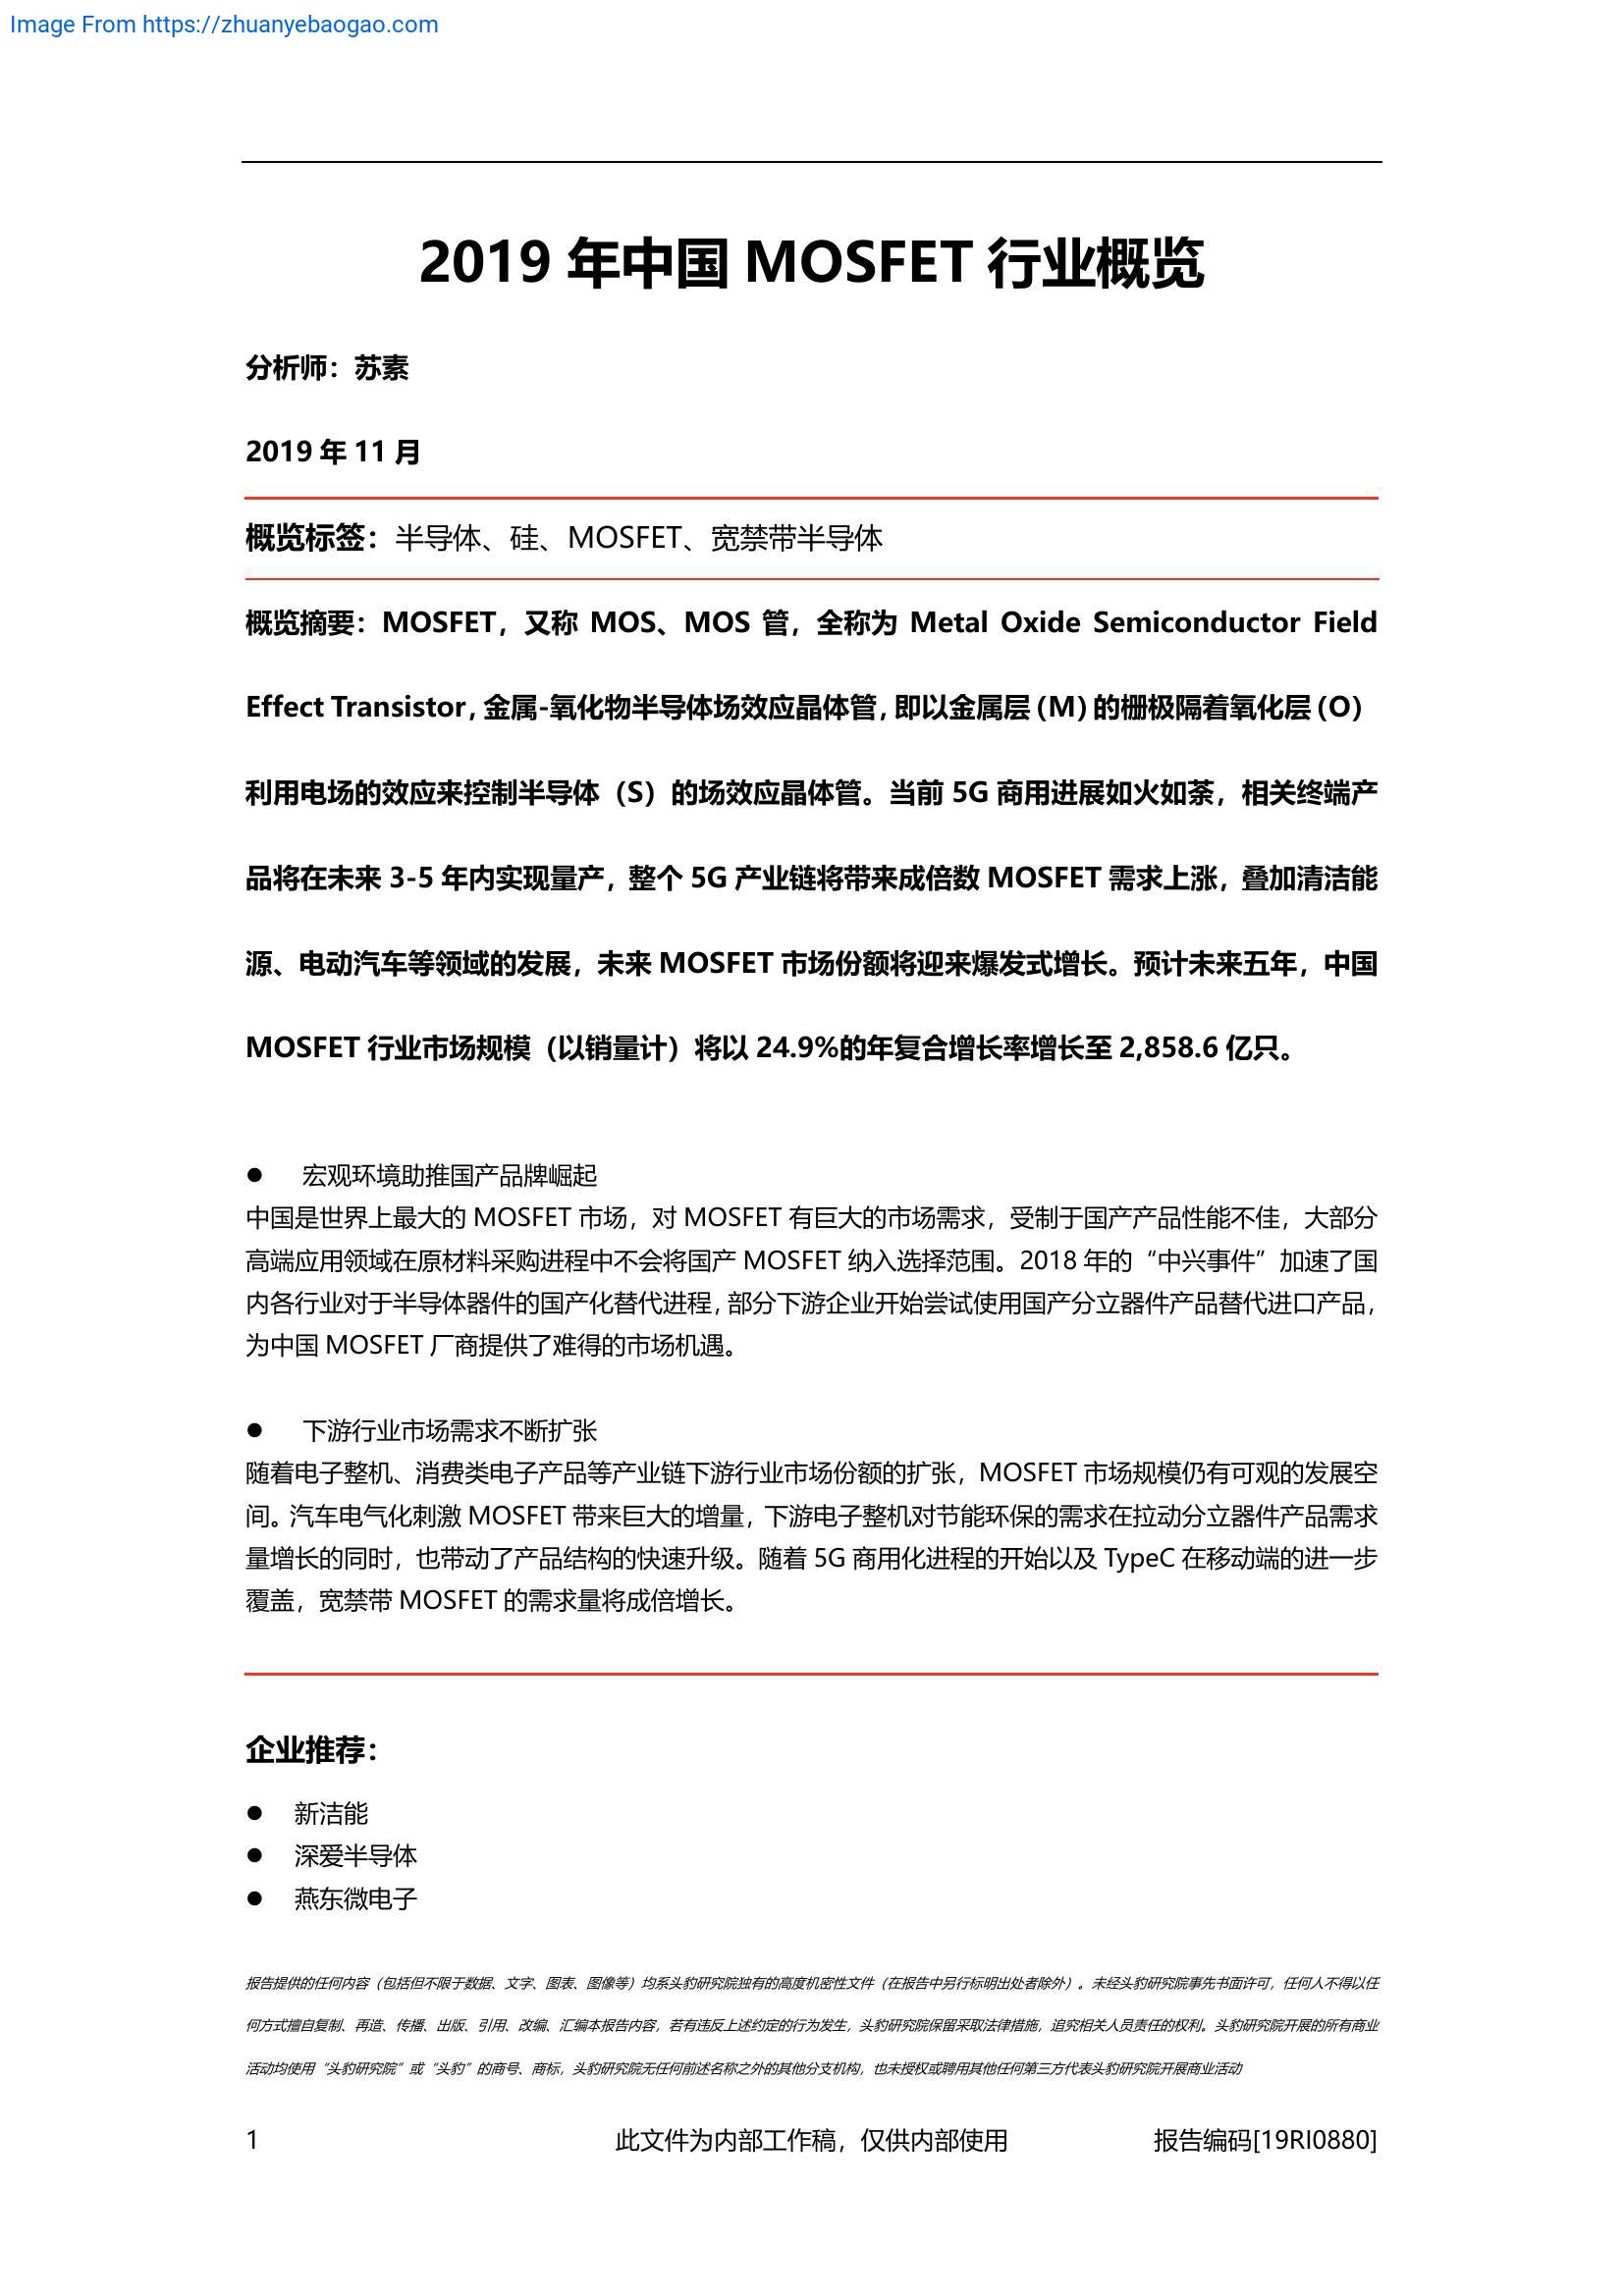 Image From https://zhuanyebaogao.com
2019 年中国 MOSFET 行业概览
分析师：苏素
2019 年 11 月
概览标签：半导体、硅、MOSFET、宽禁带半导体
概览摘要：MOSFET，又称 MOS、MOS 管，全称为 Metal Oxide Semiconductor Field
Effect Transistor，金属-氧化物半导体场效应晶体管，即以金属层（M）的栅极隔着氧化层（O）
利用电场的效应来控制半导体（S）的场效应晶体管。当前 5G 商用进展如火如荼，相关终端产
品将在未来 3-5 年内实现量产，整个 5G 产业链将带来成倍数 MOSFET 需求上涨，叠加清洁能
源、电动汽车等领域的发展，未来 MOSFET 市场份额将迎来爆发式增长。预计未来五年，中国
MOSFET 行业市场规模（以销量计）将以 24.9%的年复合增长率增长至 2,858.6 亿只。
● 宏观环境助推国产品牌崛起
中国是世界上最大的 MOSFET 市场，对 MOSFET 有巨大的市场需求，受制于国产产品性能不佳，大部分
高端应用领域在原材料采购进程中不会将国产 MOSFET 纳入选择范围。2018 年的“中兴事件”加速了国
内各行业对于半导体器件的国产化替代进程，部分下游企业开始尝试使用国产分立器件产品替代进口产品，
为中国 MOSFET 厂商提供了难得的市场机遇。
● 下游行业市场需求不断扩张
随着电子整机、消费类电子产品等产业链下游行业市场份额的扩张，MOSFET 市场规模仍有可观的发展空
间。汽车电气化刺激 MOSFET 带来巨大的增量，下游电子整机对节能环保的需求在拉动分立器件产品需求
量增长的同时，也带动了产品结构的快速升级。随着 5G 商用化进程的开始以及 TypeC 在移动端的进一步
覆盖，宽禁带 MOSFET 的需求量将成倍增长。
企业推荐：
● 新洁能
● 深爱半导体
● 燕东微电子
报告提供的任何内容（包括但不限于数据、文字、图表、图像等）均系头豹研究院独有的高度机密性文件（在报告中另行标明出处者除外）。未经头豹研究院事先书面许可，任何人不得以任
何方式擅自复制、再造、传播、出版、引用、改编、汇编本报告内容，若有违反上述约定的行为发生，头豹研究院保留采取法律措施，追究相关人员责任的权利。头豹研究院开展的所有商业
活动均使用“头豹研究院”或“头豹”的商号、商标，头豹研究院无任何前述名称之外的其他分支机构，也未授权或聘用其他任何第三方代表头豹研究院开展商业活动
1 此文件为内部工作稿，仅供内部使用 报告编码[19RI0880]